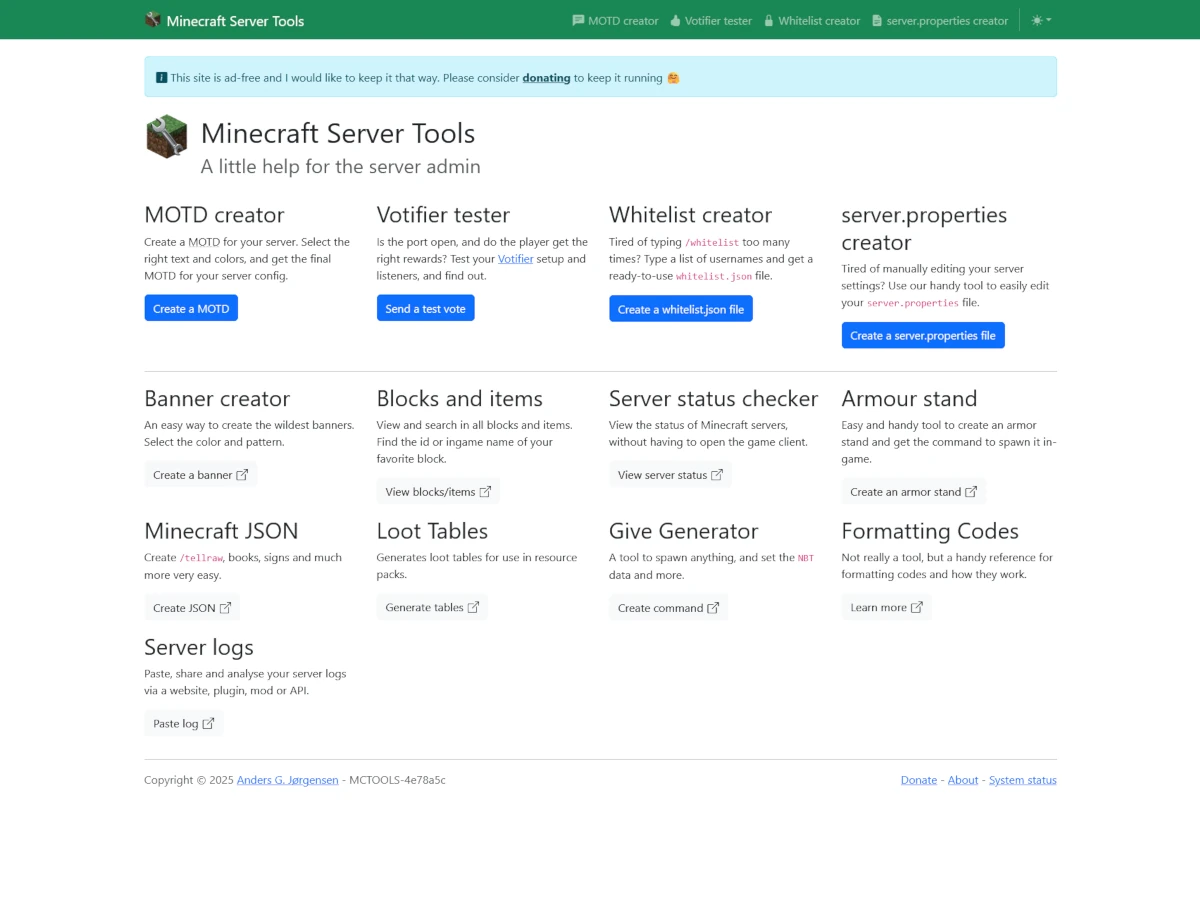 Minecraft Server Tools
MOTD creator
Votifier tester
Whitelist creator
server.properties creator
This site is ad-free and I would like to keep it that way. Please consider donating to keep it running 🤗
Minecraft Server Tools
A little help for the server admin
MOTD creator
Create a MOTD for your server. Select the
right text and colors, and get the final
MOTD for your server config.
Create a MOTD
Votifier tester
Is the port open, and do the player get the
right rewards? Test your Votifier setup and
listeners, and find out.
Send a test vote
Whitelist creator
Tired of typing /whitelist too many
times? Type a list of usernames and get a
ready-to-use whitelist.json file.
Create a whitelist.json file
server.properties
creator
Tired of manually editing your server
settings? Use our handy tool to easily edit
your server.properties file.
Create a server.properties file
Banner creator
An easy way to create the wildest banners.
Select the color and pattern.
Create a banner
Blocks and items
View and search in all blocks and items.
Find the id or ingame name of your
favorite block.
View blocks/items
Server status checker
View the status of Minecraft servers,
without having to open the game client.
View server status
Armour stand
Easy and handy tool to create an armor
stand and get the command to spawn it in-
game.
Create an armor stand
Minecraft JSON
Create /tellraw, books, signs and much
more very easy.
Create JSON
Loot Tables
Generates loot tables for use in resource
packs.
Generate tables
Give Generator
A tool to spawn anything, and set the NBT
data and more.
Create command
Formatting Codes
Not really a tool, but a handy reference for
formatting codes and how they work.
Learn more
Server logs
Paste, share and analyse your server logs
via a website, plugin, mod or API.
Paste log
Copyright © 2025 Anders G. Jørgensen - MCTOOLS-4e78a5c
Donate - About - System status